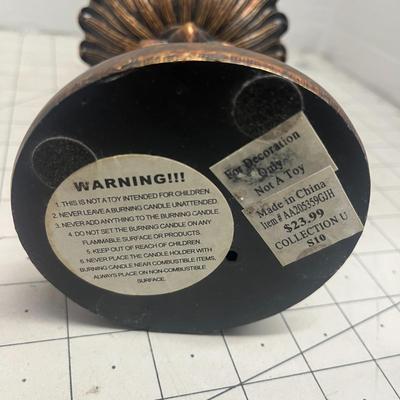 WARNING!!!
1. THIS IS NOT A TOY INTENDED FOR CHILDREN.
2. NEVER LEAVE A BURNING CANDLE UNATTENDED.
3. NEVER ADD ANYTHING TO THE BURNING CANDLE.
4. DO NOT SET THE BURNING CANDLE ON ANY
FLAMMABLE SURFACE OR PRODUCTS.
5. KEEP OUT OF REACH OF CHILDREN.
6. NEVER PLACE THE CANDLE HOLDER WITH
BURNING CANDLE NEAR COMBUSTIBLE ITEMS,
ALWAYS PLACE ON NON-COMBUSTIBLE
SURFACE.
For Decoration
Only
Not A Toy
Made in China
Item# AA205359GJH
$23.99
COLLECTION U
S10